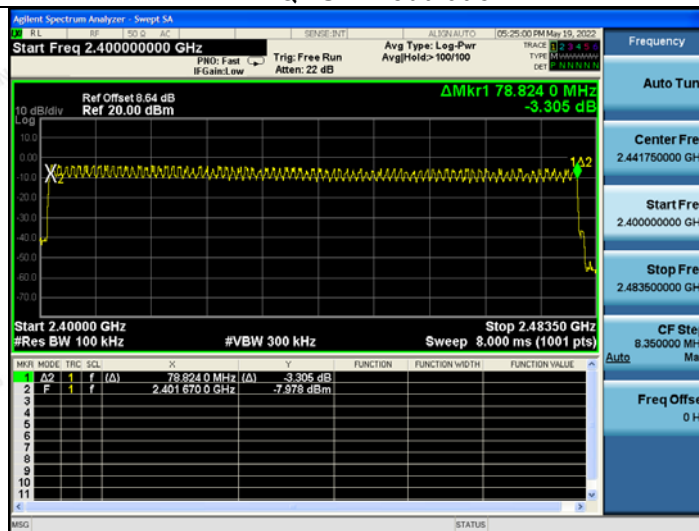 Agilent Spectrum Analyzer - Swept SA
RL RF 50 Ω AC SENSE:INT ALIGNAUTO 05:25:00 PM May 19, 2022
Start Freq 2.400000000 GHz
PNO: Fast
IFGain:Low
Trig: Free Run
Atten: 22 dB
Avg Type: Log-Pwr
Avg|Hold:> 100/100
TRACE 1 2 3 4 5 6
TYPE M
DET P N N N N N
Frequency
Ref Offset 8.64 dB
10 dB/div Ref 20.00 dBm
Log
ΔMkr1 78.824 0 MHz
-3.305 dB
10.0
0.00
-10.0
-20.0
-30.0
-40.0
-50.0
-60.0
-70.0
X2
1Δ2
Start 2.40000 GHz
Stop 2.48350 GHz
#Res BW 100 kHz #VBW 300 kHz Sweep 8.000 ms (1001 pts)
MKR MODE TRC SCL X Y FUNCTION FUNCTION WIDTH FUNCTION VALUE
1 Δ2 1 f (Δ) 78.824 0 MHz (Δ) -3.305 dB
2 F 1 f 2.401 670 0 GHz -7.978 dBm
3
4
5
6
7
8
9
10
11
Auto Tun
Center Fre
2.441750000 GH
Start Fre
2.400000000 GH
Stop Fre
2.483500000 GH
CF Ste
8.350000 MH
Auto Ma
Freq Offse
0 H
MSG STATUS